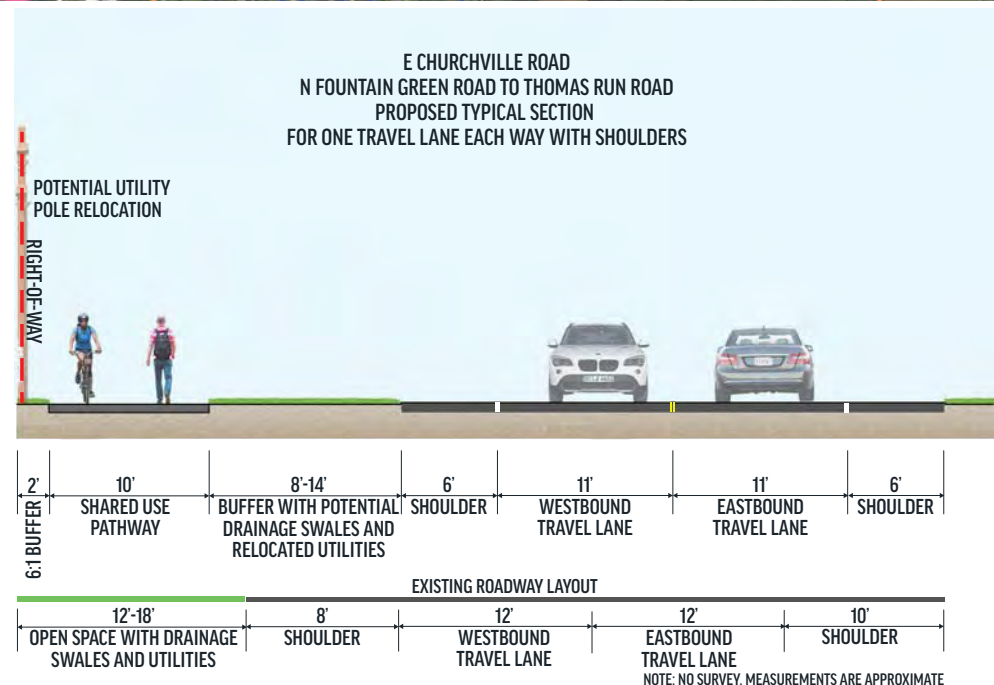 E CHURCHVILLE ROAD
N FOUNTAIN GREEN ROAD TO THOMAS RUN ROAD
PROPOSED TYPICAL SECTION
FOR ONE TRAVEL LANE EACH WAY WITH SHOULDERS
POTENTIAL UTILITY
POLE RELOCATION
RIGHT-OF-WAY
2'
6:1 BUFFER
10'
SHARED USE
PATHWAY
8'-14'
BUFFER WITH POTENTIAL
DRAINAGE SWALES AND
RELOCATED UTILITIES
6'
SHOULDER
11'
WESTBOUND
TRAVEL LANE
11'
EASTBOUND
TRAVEL LANE
6'
SHOULDER
EXISTING ROADWAY LAYOUT
12'-18'
OPEN SPACE WITH DRAINAGE
SWALES AND UTILITIES
8'
SHOULDER
12'
WESTBOUND
TRAVEL LANE
12'
EASTBOUND
TRAVEL LANE
10'
SHOULDER
NOTE: NO SURVEY. MEASUREMENTS ARE APPROXIMATE